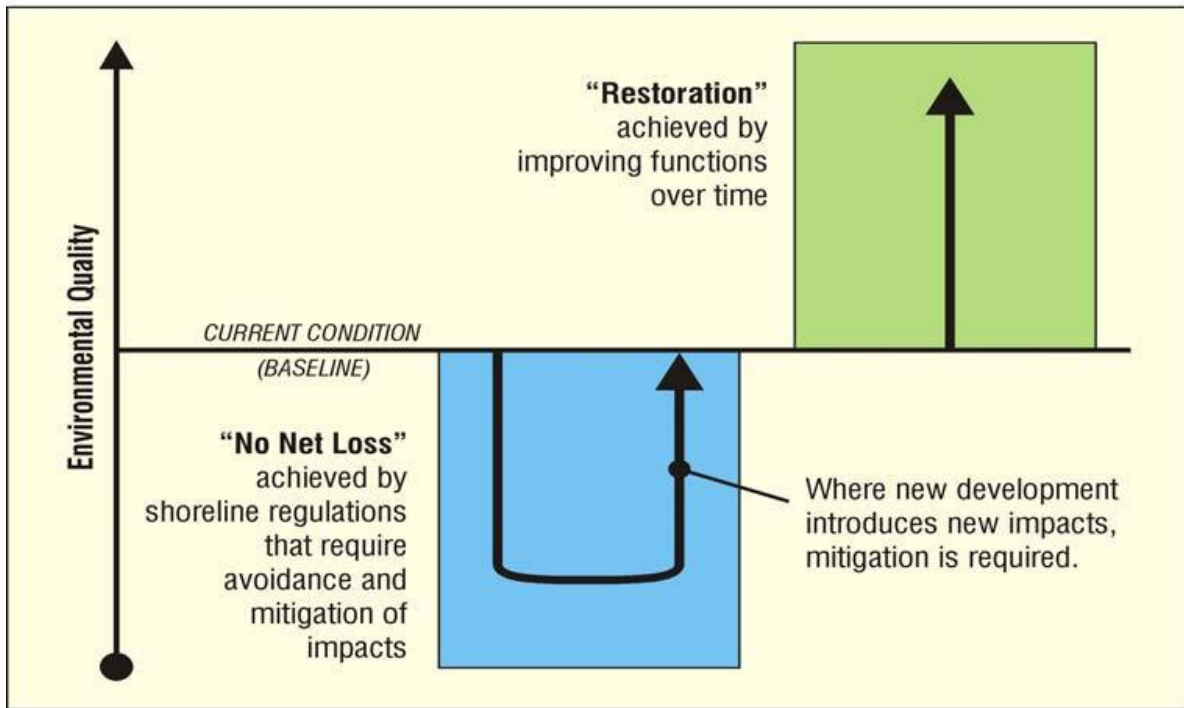 “Restoration”
achieved by
improving functions
over time
Environmental Quality
CURRENT CONDITION
(BASELINE)
“No Net Loss”
achieved by
shoreline regulations
that require
avoidance and
mitigation of
impacts
Where new development
introduces new impacts,
mitigation is required.